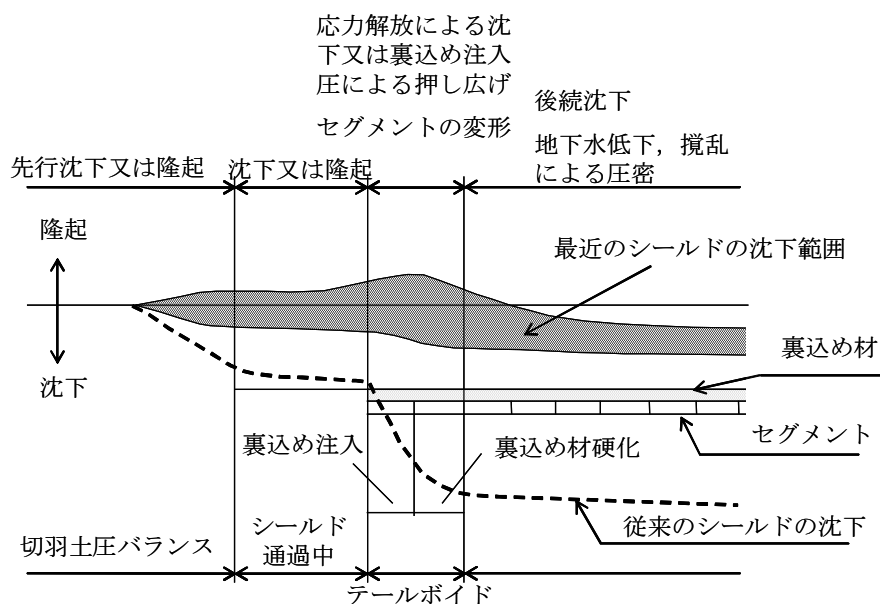 応力解放による沈
下又は裏込め注入
圧による押し広げ
セグメントの変形
後続沈下
地下水低下，撹乱
による圧密
先行沈下又は隆起
沈下又は隆起
隆起
沈下
最近のシールドの沈下範囲
裏込め材
セグメント
裏込め注入
裏込め材硬化
従来のシールドの沈下
切羽土圧バランス
シールド
通過中
テールボイド